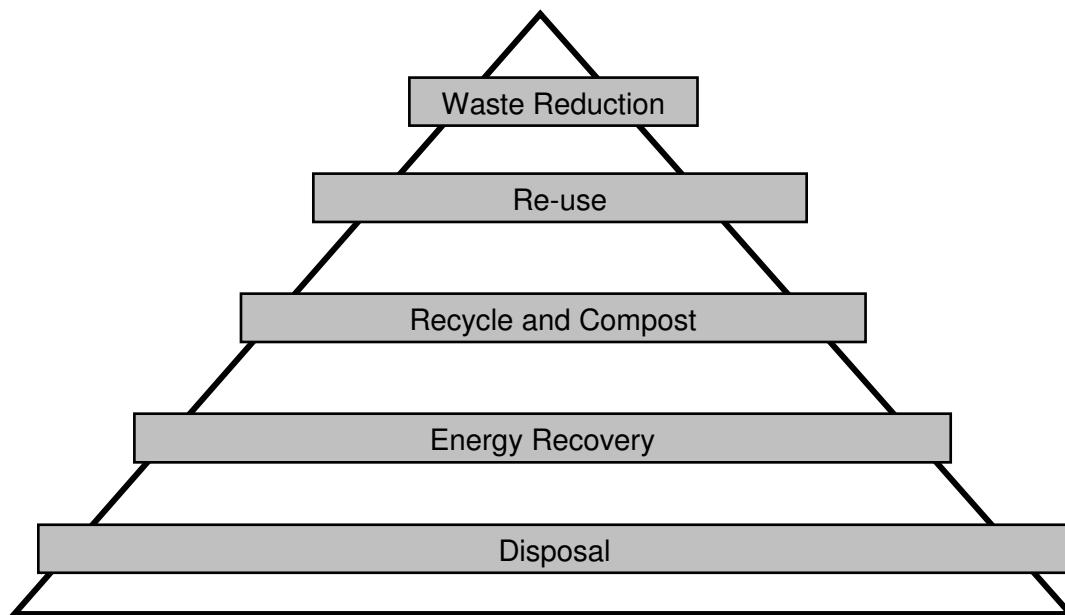 Waste Reduction
Re-use
Recycle and Compost
Energy Recovery
Disposal